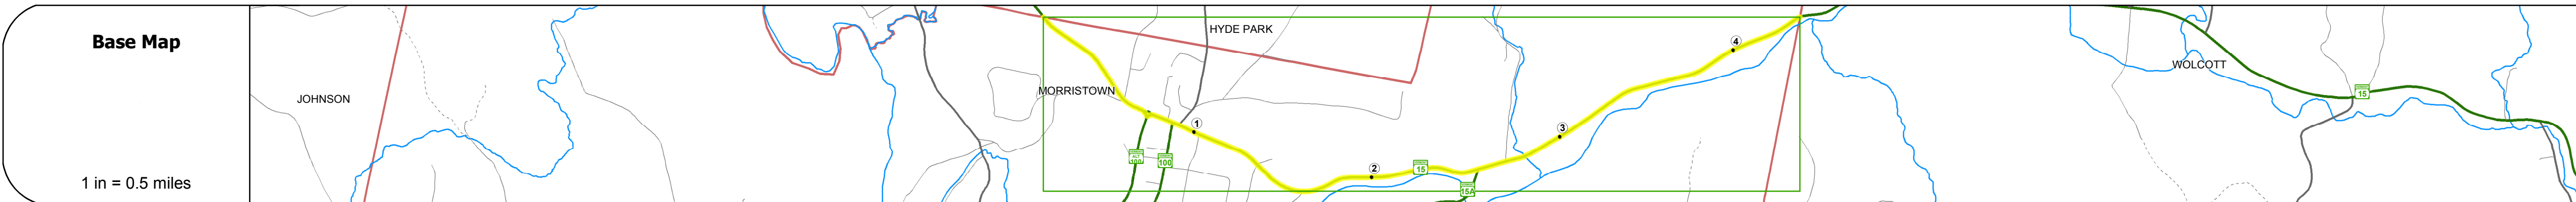 Base Map
1 in = 0.5 miles
JOHNSON
HYDE PARK
MORRISTOWN
WOLCOTT
1
2
3
4
ALT
100
100
15
15A
15